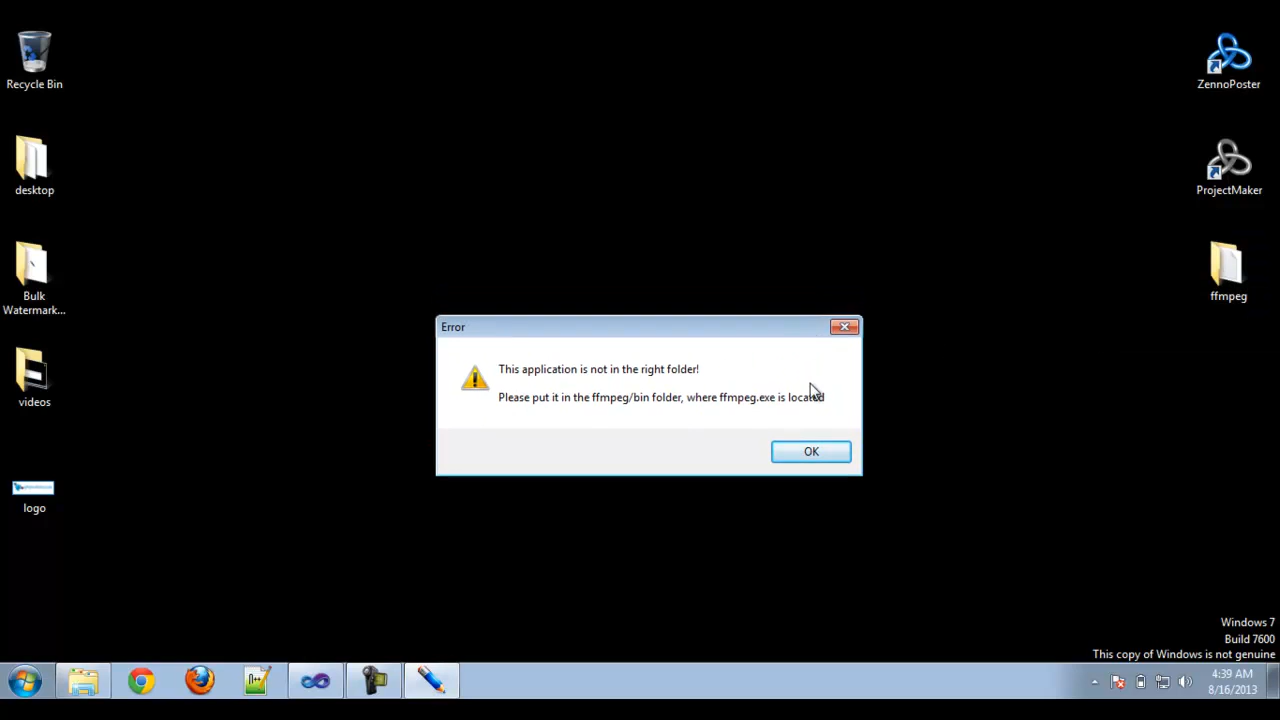 Recycle Bin
desktop
Bulk
Watermark...
videos
logo
ZennoPoster
ProjectMaker
ffmpeg
Error
This application is not in the right folder!
Please put it in the ffmpeg/bin folder, where ffmpeg.exe is located
OK
Windows 7
Build 7600
This copy of Windows is not genuine
4:39 AM
8/16/2013